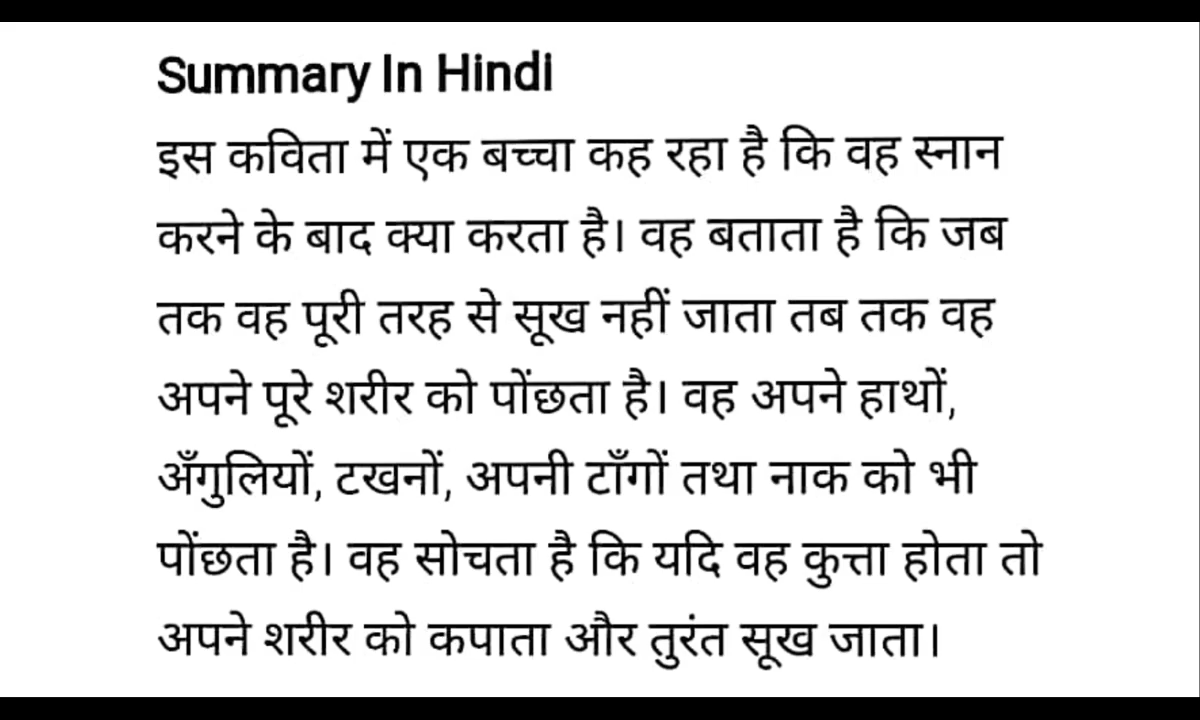 Summary In Hindi
इस कविता में एक बच्चा कह रहा है कि वह स्नान
करने के बाद क्या करता है। वह बताता है कि जब
तक वह पूरी तरह से सूख नहीं जाता तब तक वह
अपने पूरे शरीर को पोंछता है। वह अपने हाथों,
अँगुलियों, टखनों, अपनी टाँगों तथा नाक को भी
पोंछता है। वह सोचता है कि यदि वह कुत्ता होता तो
अपने शरीर को कपाता और तुरंत सूख जाता।